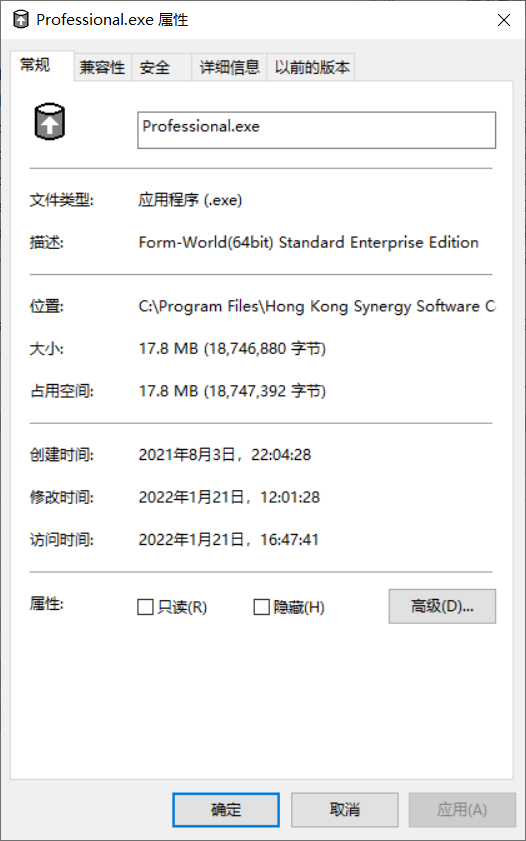 Professional.exe 属性
常规 兼容性 安全 详细信息 以前的版本
Professional.exe
文件类型: 应用程序 (.exe)
描述: Form-World(64bit) Standard Enterprise Edition
位置: C:\Program Files\Hong Kong Synergy Software C
大小: 17.8 MB (18,746,880 字节)
占用空间: 17.8 MB (18,747,392 字节)
创建时间: 2021年8月3日，22:04:28
修改时间: 2022年1月21日，12:01:28
访问时间: 2022年1月21日，16:47:41
属性: 只读(R) 隐藏(H) 高级(D)...
确定 取消 应用(A)